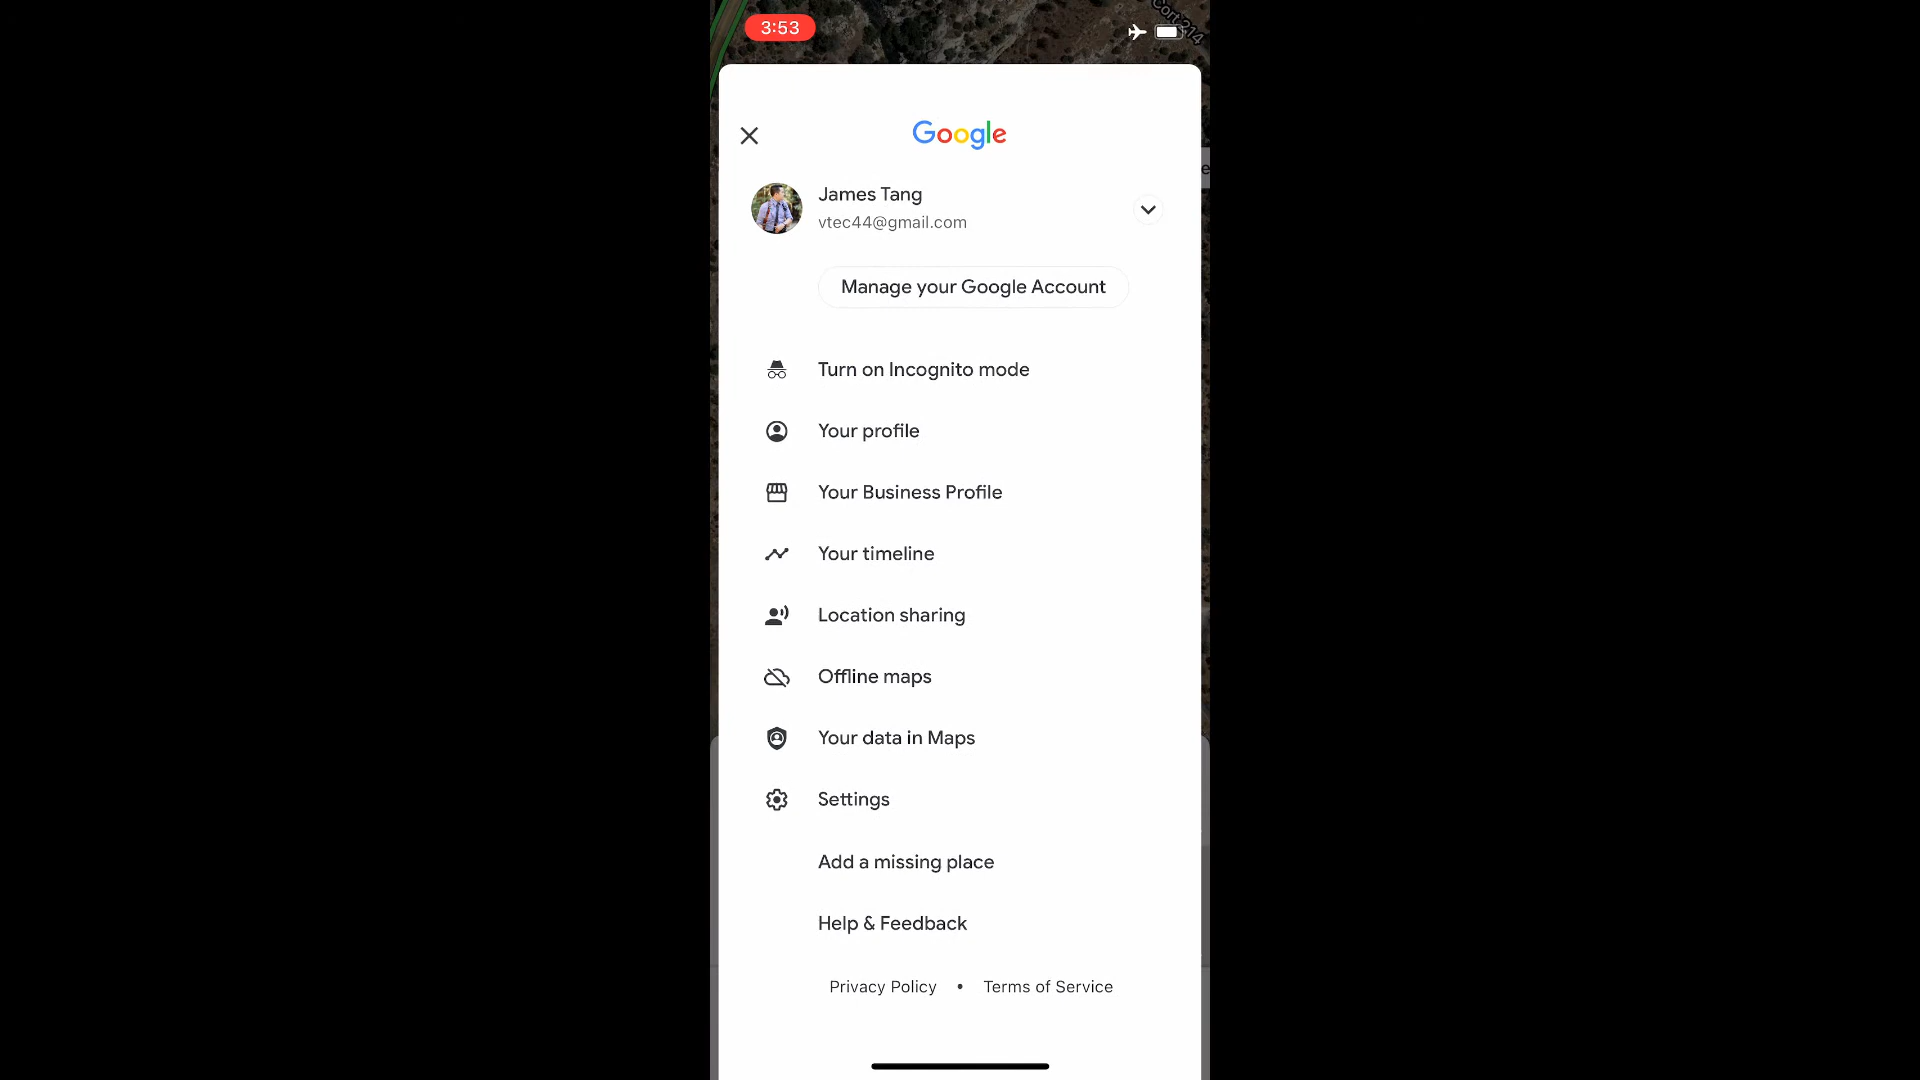 Cort 214
3:53
Google
James Tang
vtec44@gmail.com
Manage your Google Account
Turn on Incognito mode
Your profile
Your Business Profile
Your timeline
Location sharing
Offline maps
Your data in Maps
Settings
Add a missing place
Help & Feedback
Privacy Policy • Terms of Service